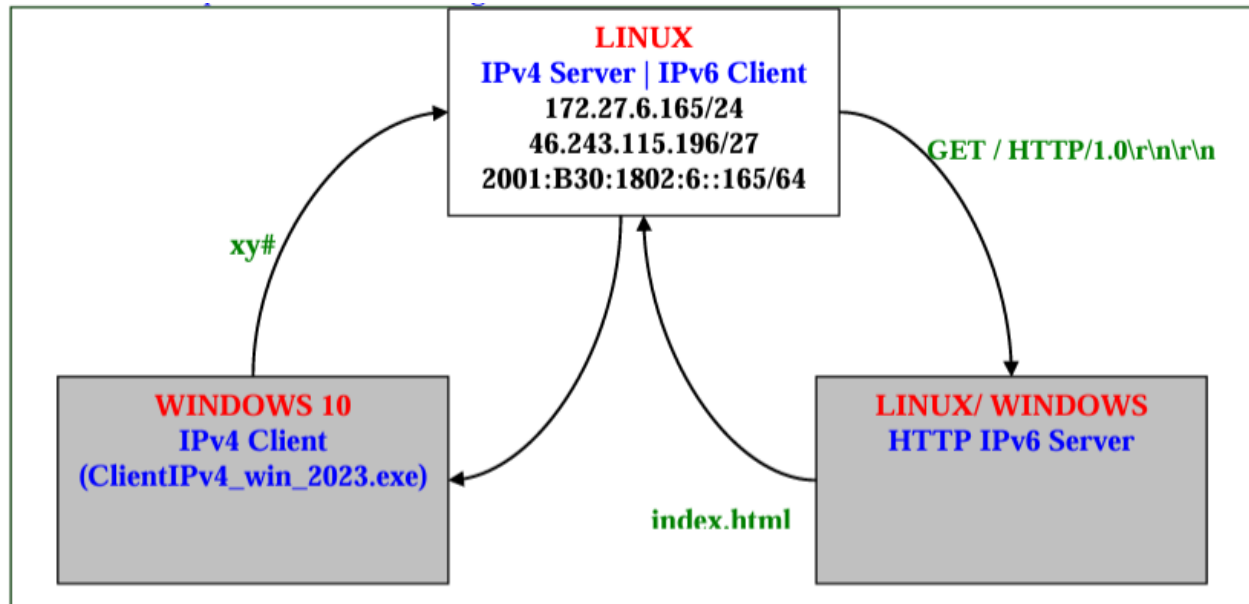 LINUX
IPv4 Server | IPv6 Client
172.27.6.165/24
46.243.115.196/27
2001:B30:1802:6::165/64
GET / HTTP/1.0\r\n\r\n
xy#
WINDOWS 10
IPv4 Client
(ClientIPv4_win_2023.exe)
LINUX/ WINDOWS
HTTP IPv6 Server
index.html